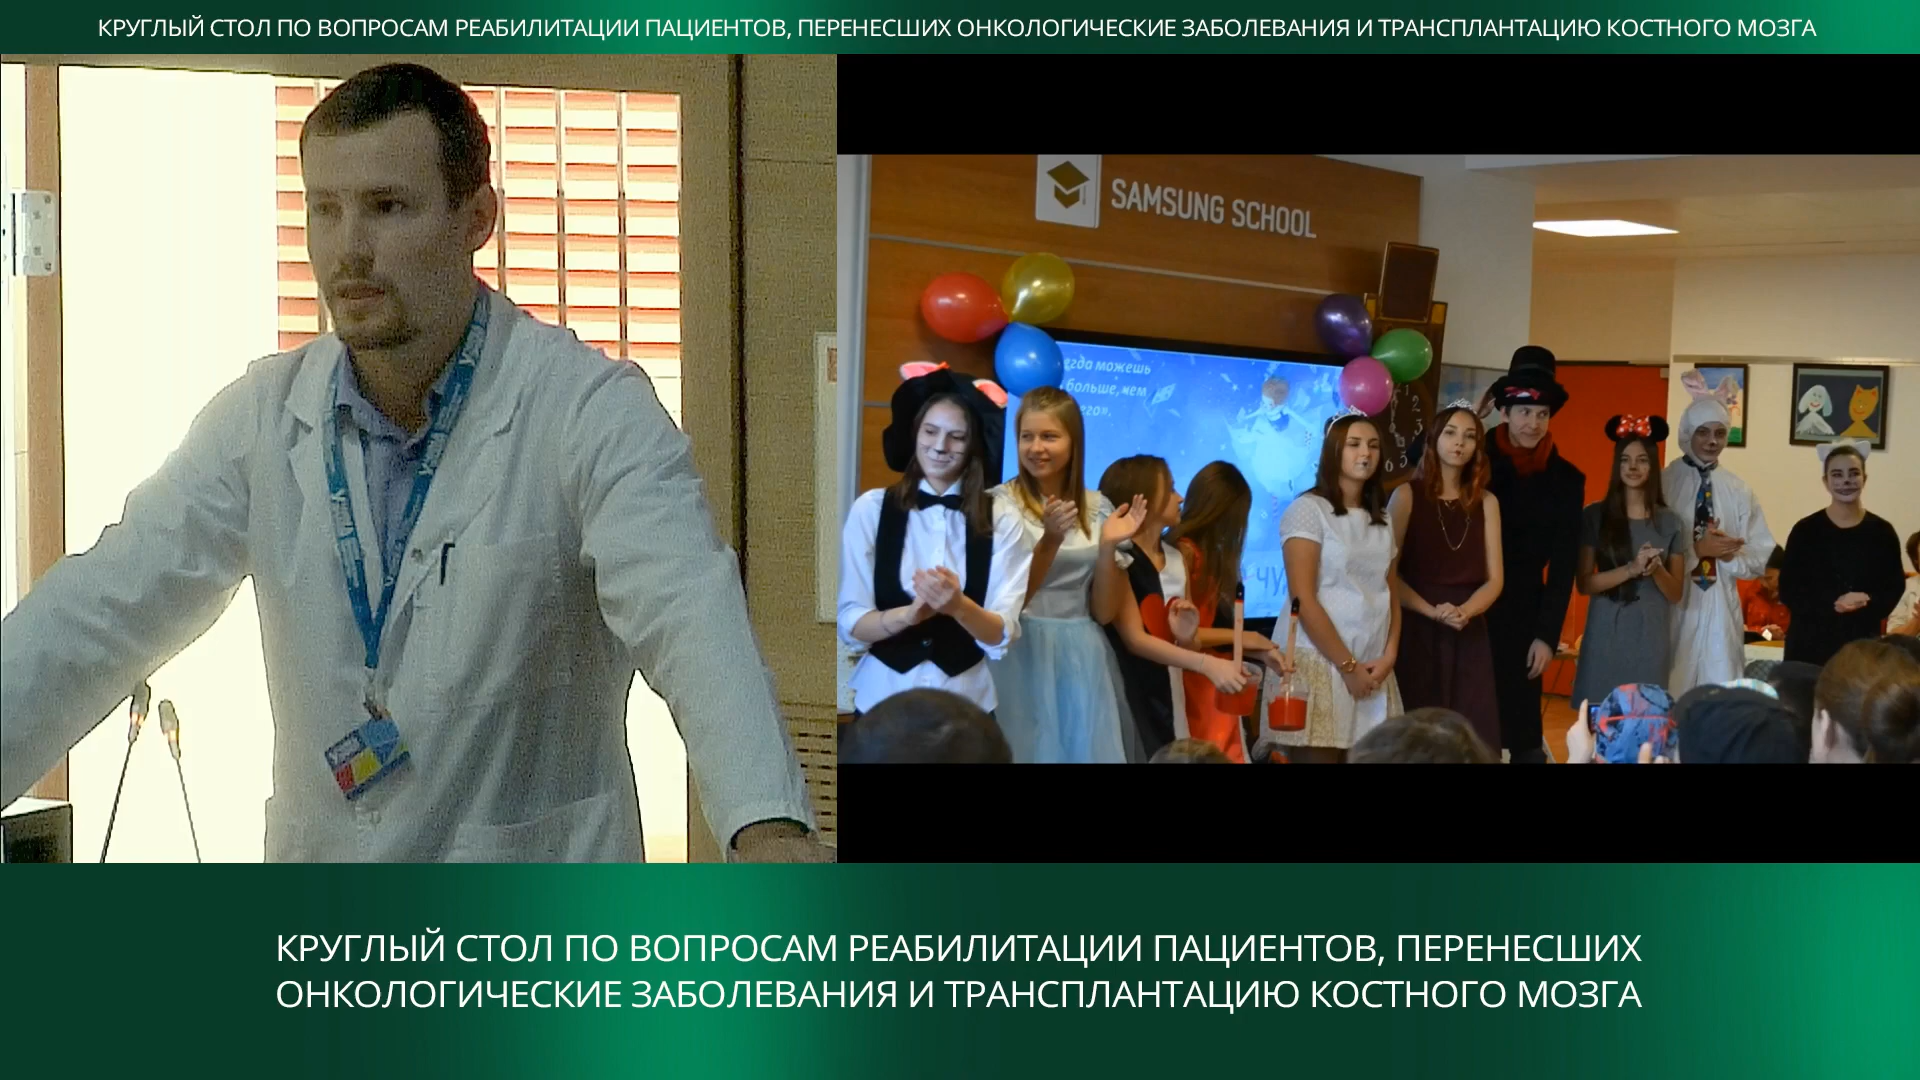 КРУГЛЫЙ СТОЛ ПО ВОПРОСАМ РЕАБИЛИТАЦИИ ПАЦИЕНТОВ, ПЕРЕНЕСШИХ ОНКОЛОГИЧЕСКИЕ ЗАБОЛЕВАНИЯ И ТРАНСПЛАНТАЦИЮ КОСТНОГО МОЗГА
SAMSUNG SCHOOL
можешь
больше, чем
КРУГЛЫЙ СТОЛ ПО ВОПРОСАМ РЕАБИЛИТАЦИИ ПАЦИЕНТОВ, ПЕРЕНЕСШИХ
ОНКОЛОГИЧЕСКИЕ ЗАБОЛЕВАНИЯ И ТРАНСПЛАНТАЦИЮ КОСТНОГО МОЗГА